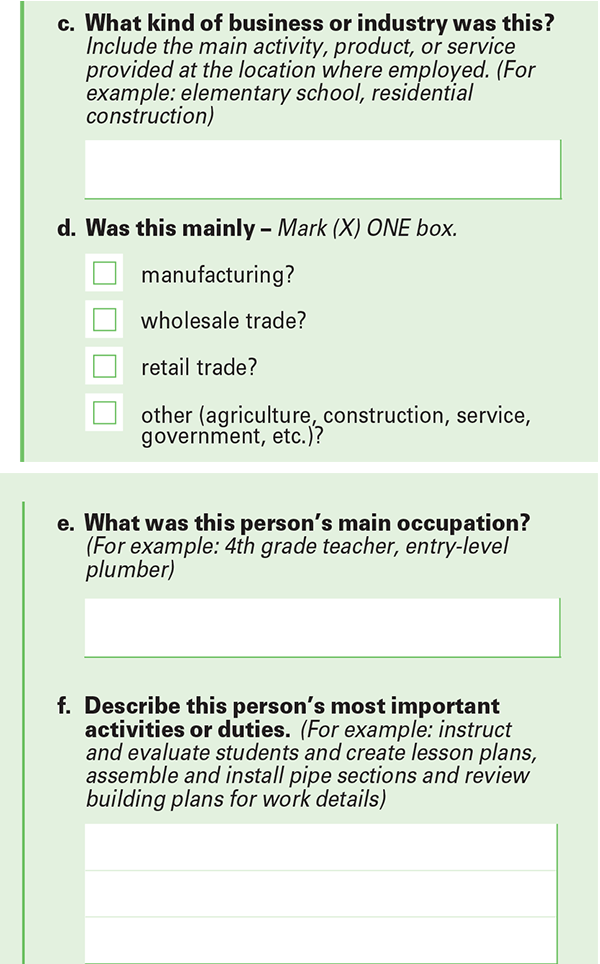 c. What kind of business or industry was this?
Include the main activity, product, or service
provided at the location where employed. (For
example: elementary school, residential
construction)
d. Was this mainly – Mark (X) ONE box.
manufacturing?
wholesale trade?
retail trade?
other (agriculture, construction, service,
government, etc.)?
e. What was this person’s main occupation?
(For example: 4th grade teacher, entry-level
plumber)
f. Describe this person’s most important
activities or duties. (For example: instruct
and evaluate students and create lesson plans,
assemble and install pipe sections and review
building plans for work details)